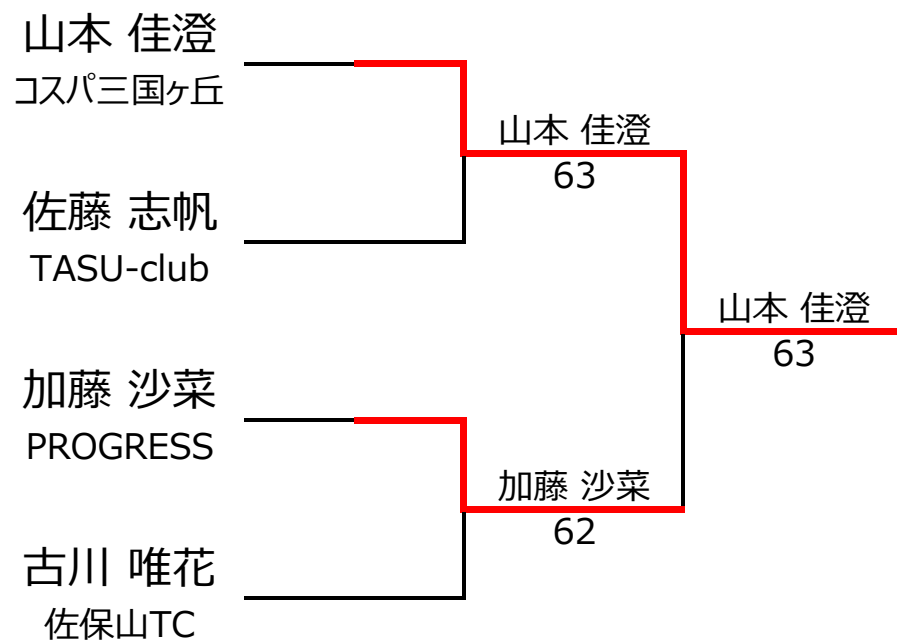 山本 佳澄
コスパ三国ヶ丘
佐藤 志帆
TASU-club
加藤 沙菜
PROGRESS
古川 唯花
佐保山TC
山本 佳澄
63
加藤 沙菜
62
山本 佳澄
63